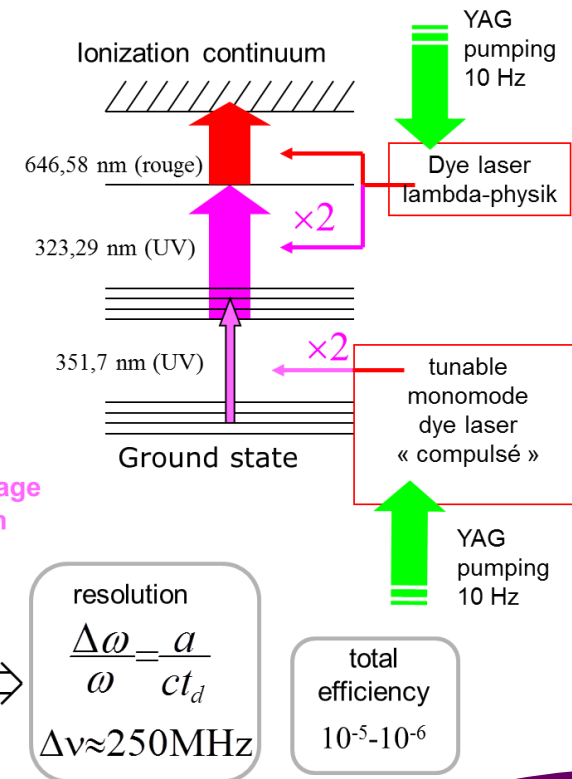 Ionization continuum
YAG
pumping
10 Hz
646,58 nm (rouge)
Dye laser
lambda-physik
×2
323,29 nm (UV)
×2
351,7 nm (UV)
tunable
monomode
dye laser
« compulsé »
Ground state
YAG
pumping
10 Hz
resolution
Δω/ω = a/ct_d
Δν≈250MHz
total
efficiency
10⁻⁵-10⁻⁶